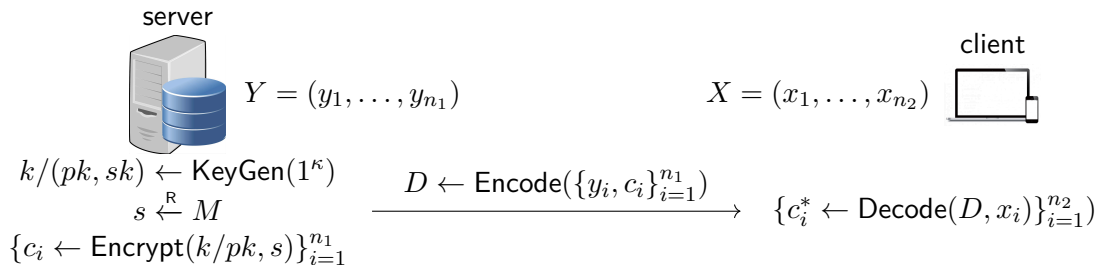 server
client
Y = (y_1, . . . , y_{n_1})
X = (x_1, . . . , x_{n_2})
k/(pk, sk) ← KeyGen(1^κ)
D ← Encode({y_i, c_i}_{i=1}^{n_1})
s \xleftarrow{R} M
{c_i^* ← Decode(D, x_i)}_{i=1}^{n_2})
{c_i ← Encrypt(k/pk, s)}_{i=1}^{n_1}